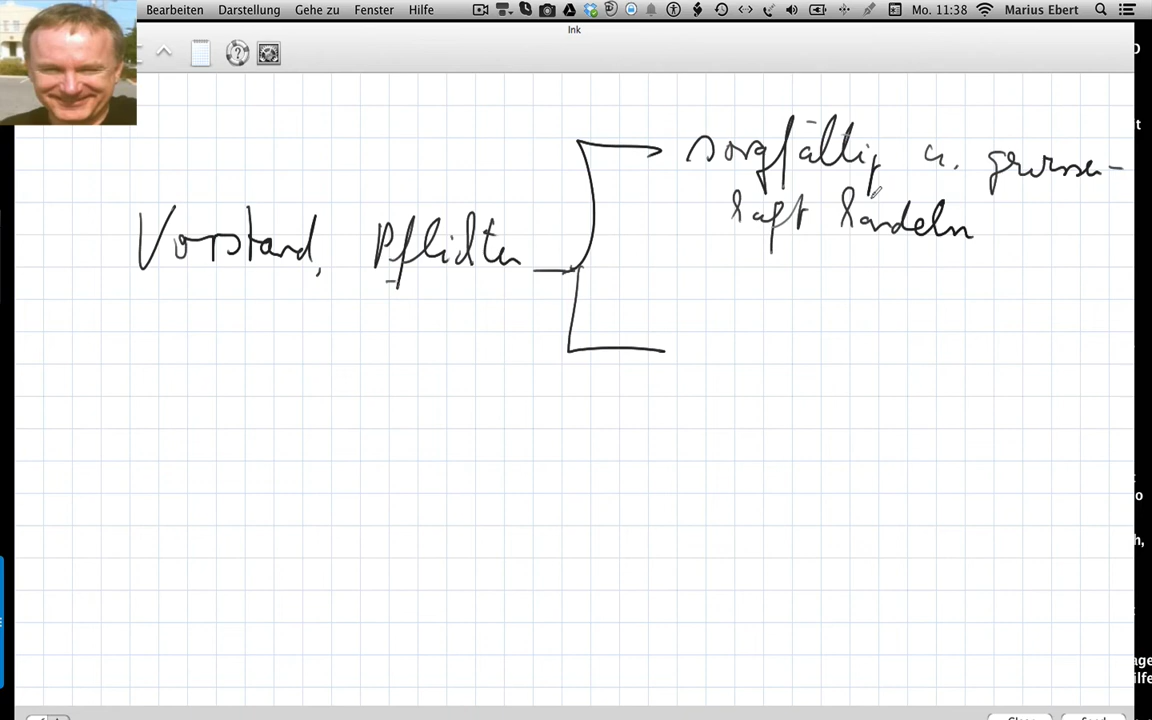 Bearbeiten Darstellung Gehe zu Fenster Hilfe Mo. 11:38 Marius Ebert
Ink
sorgfältig u. gewissen-
haft handeln
Vorstand, Pflichten